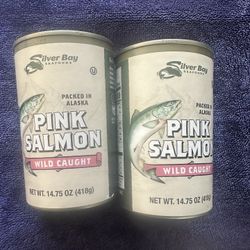 Silver Bay
SEAFOODS
PACKED IN
ALASKA
PINK
SALMON
WILD CAUGHT
NET WT. 14.75 OZ (418g)
Silver Bay
SEAFOODS
PACKED IN
ALASKA
PINK
SALMON
WILD CAUGHT
NET WT. 14.75 OZ (418g)